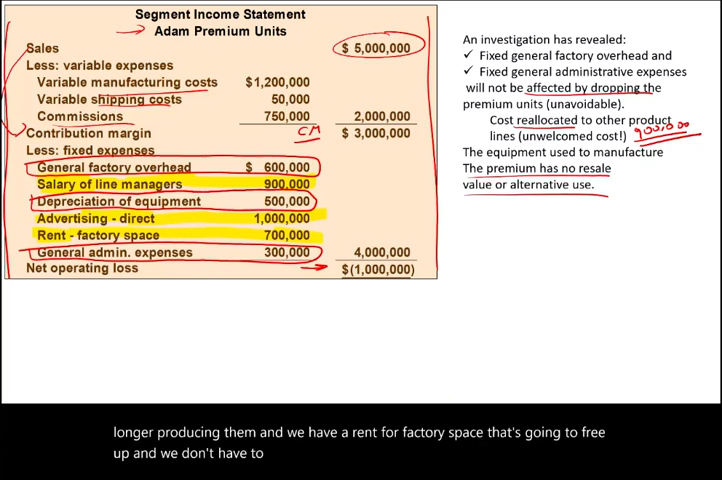 Segment Income Statement
Adam Premium Units
Sales $ 5,000,000
Less: variable expenses
Variable manufacturing costs $1,200,000
Variable shipping costs 50,000
Commissions 750,000 2,000,000
Contribution margin CM $ 3,000,000
Less: fixed expenses
General factory overhead $ 600,000
Salary of line managers 900,000
Depreciation of equipment 500,000
Advertising - direct 1,000,000
Rent - factory space 700,000
General admin. expenses 300,000 4,000,000
Net operating loss $(1,000,000)
An investigation has revealed:
✓ Fixed general factory overhead and
✓ Fixed general administrative expenses
will not be affected by dropping the
premium units (unavoidable).
Cost reallocated to other product
lines (unwelcomed cost!) 900,000
The equipment used to manufacture
The premium has no resale
value or alternative use.
longer producing them and we have a rent for factory space that's going to free
up and we don't have to